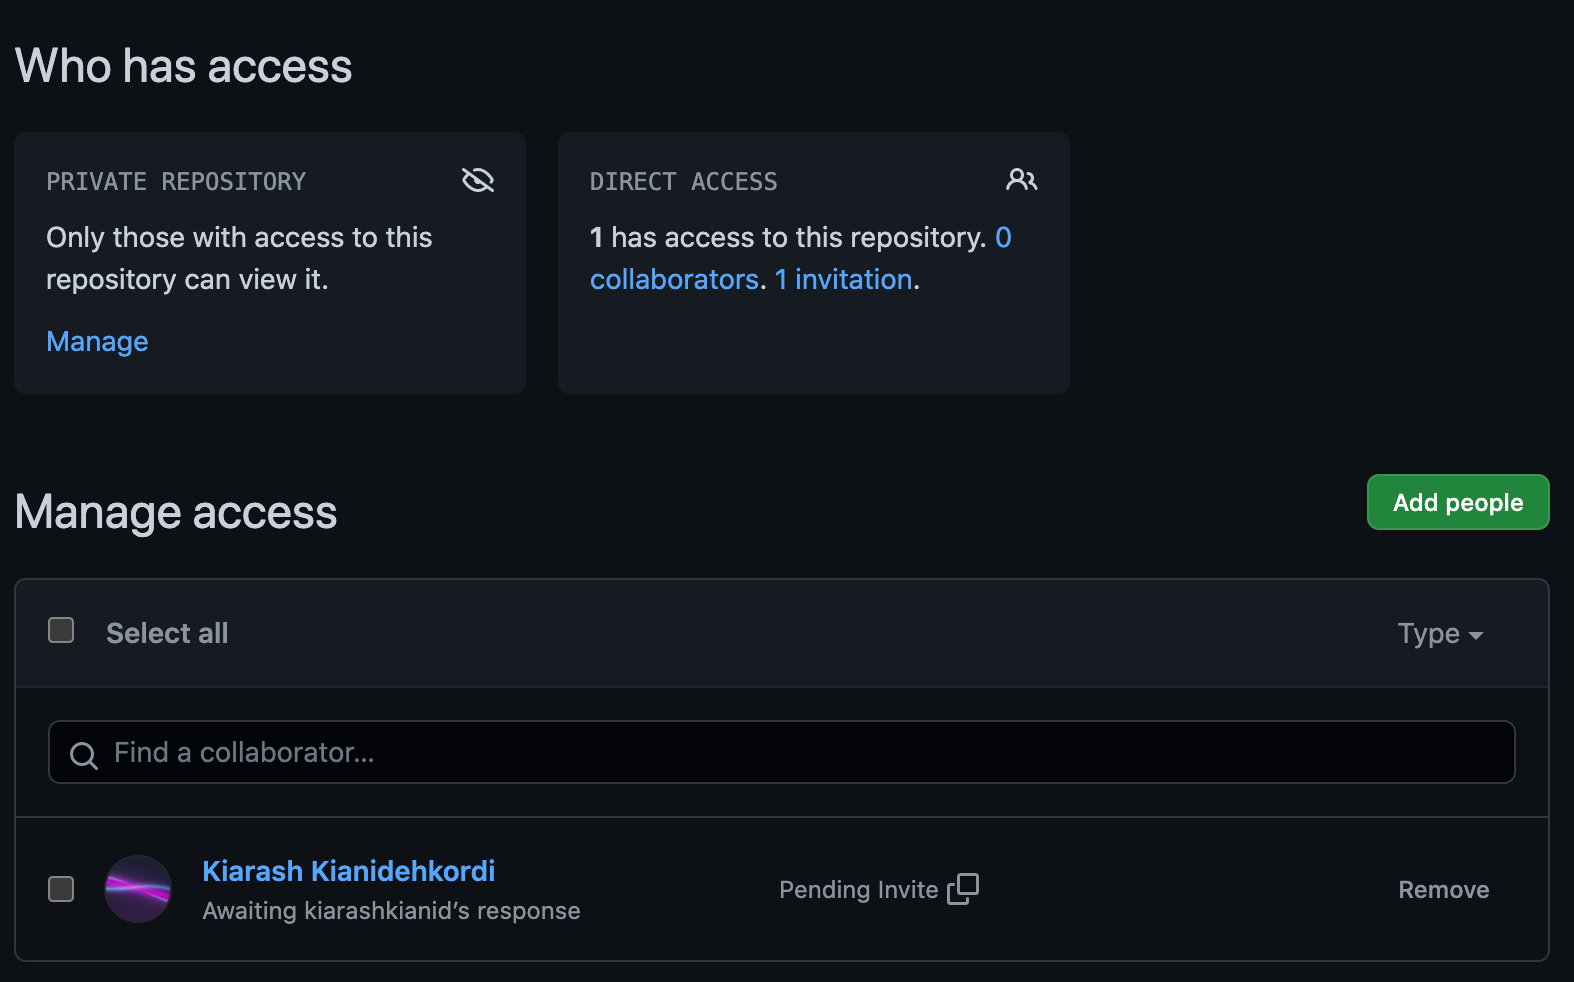 Who has access
PRIVATE REPOSITORY
Only those with access to this
repository can view it.
Manage
DIRECT ACCESS
1 has access to this repository. 0
collaborators. 1 invitation.
Manage access
Add people
Select all
Type
Find a collaborator...
Kiarash Kianidehkordi
Awaiting kiarashkianid’s response
Pending Invite
Remove